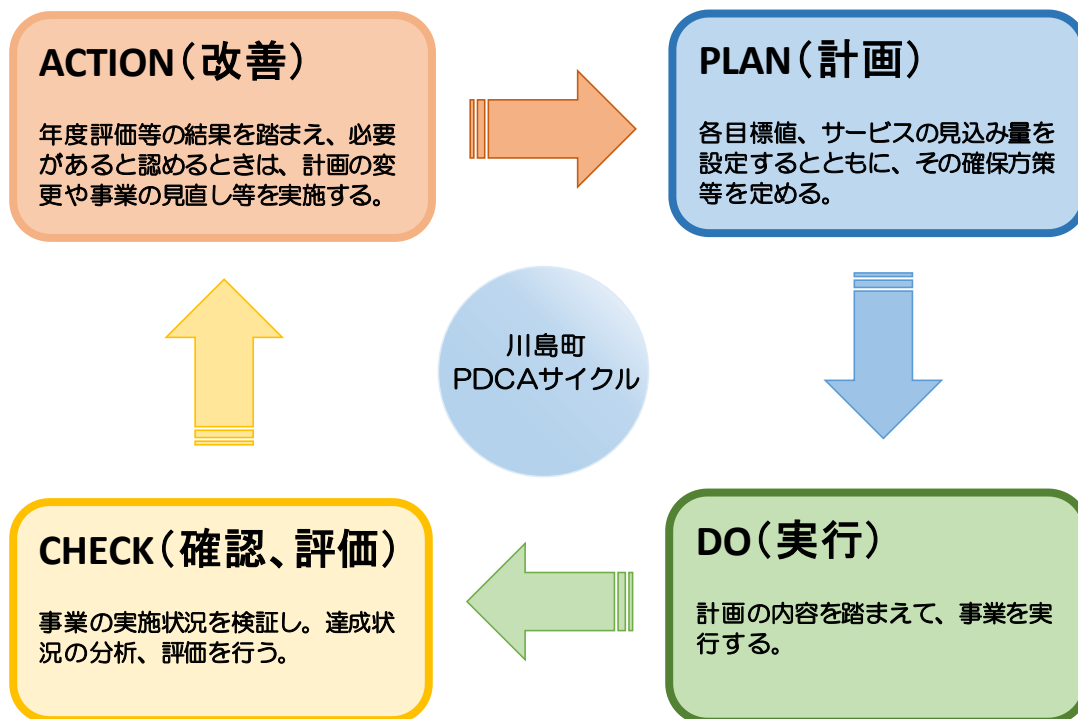 ACTION（改善）
年度評価等の結果を踏まえ、必要
があると認めるときは、計画の変
更や事業の見直し等を実施する。
PLAN（計画）
各目標値、サービスの見込み量を
設定するとともに、その確保方策
等を定める。
川島町
PDCAサイクル
CHECK（確認、評価）
事業の実施状況を検証し。達成状
況の分析、評価を行う。
DO（実行）
計画の内容を踏まえて、事業を実
行する。